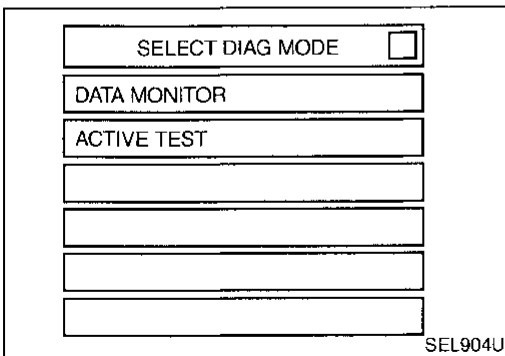 SELECT DIAG MODE
DATA MONITOR
ACTIVE TEST
SEL904U